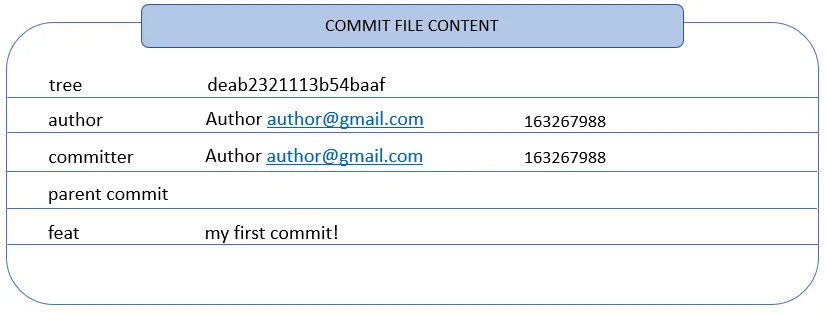 COMMIT FILE CONTENT
tree deab2321113b54baaf
author Author author@gmail.com 163267988
committer Author author@gmail.com 163267988
parent commit
feat my first commit!